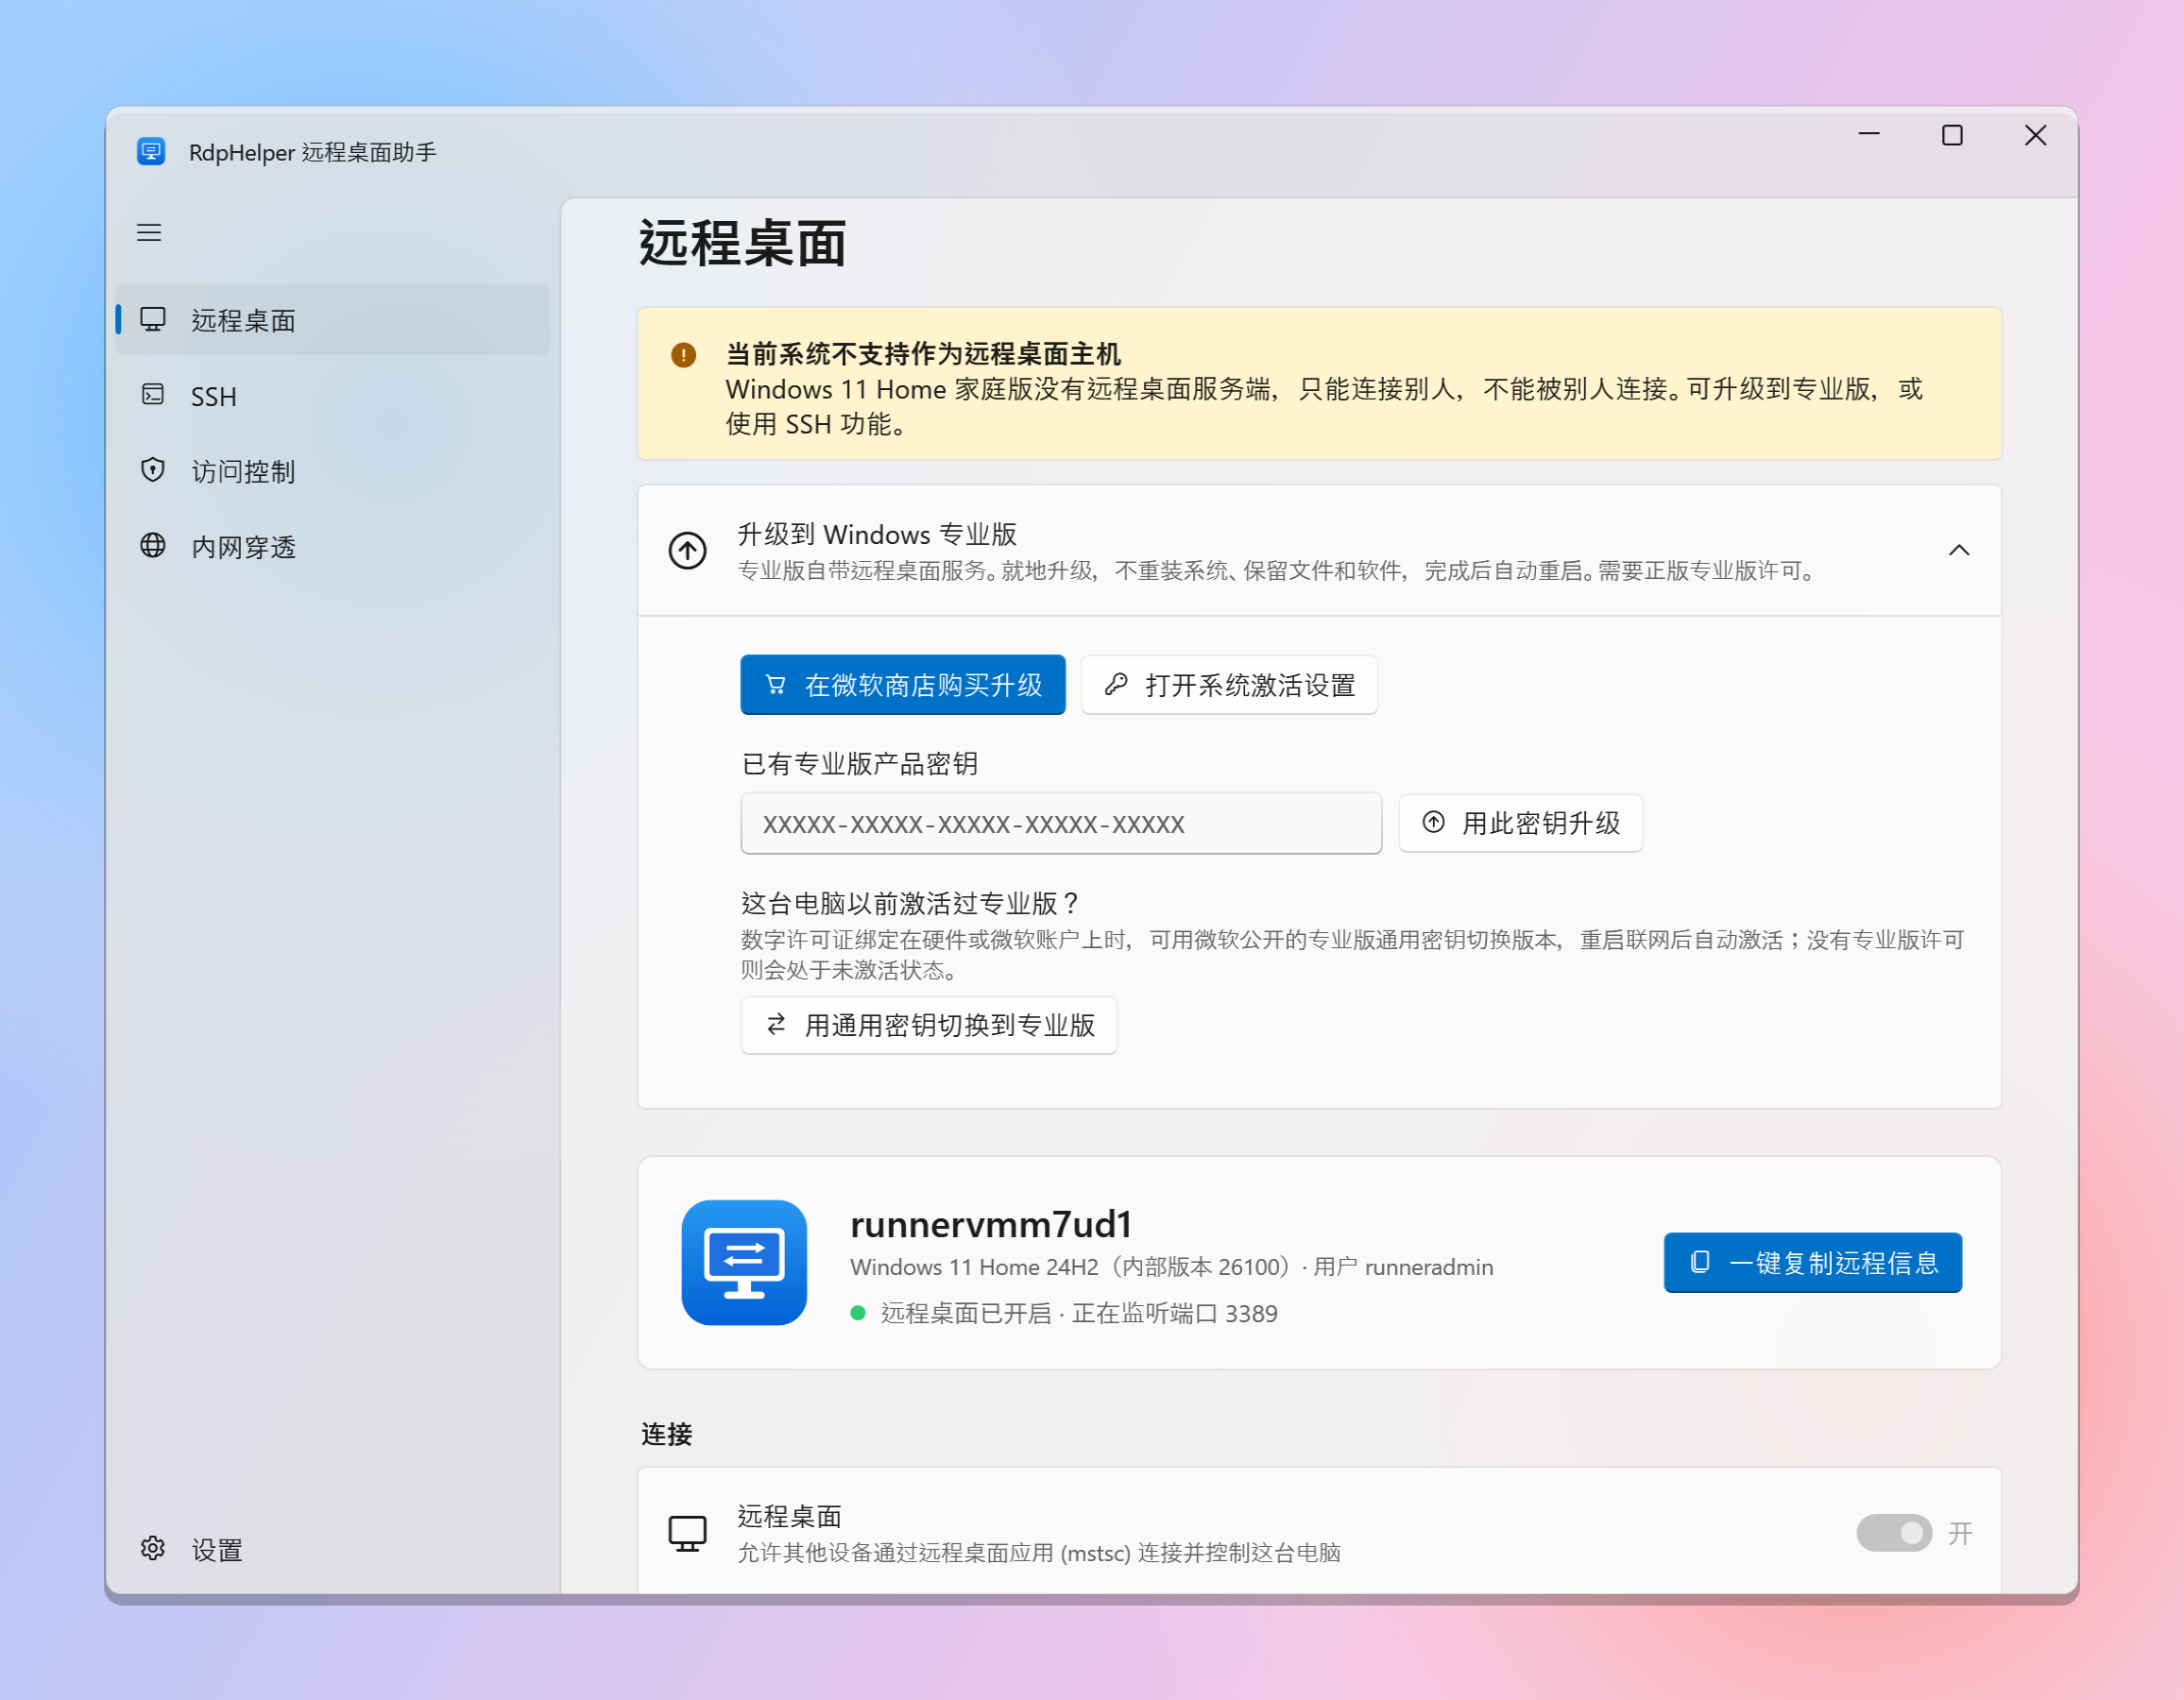 RdpHelper 远程桌面助手
远程桌面
SSH
访问控制
内网穿透
设置
远程桌面
当前系统不支持作为远程桌面主机
Windows 11 Home 家庭版没有远程桌面服务端，只能连接别人，不能被别人连接。可升级到专业版，或
使用 SSH 功能。
升级到 Windows 专业版
专业版自带远程桌面服务。就地升级，不重装系统、保留文件和软件，完成后自动重启。需要正版专业版许可。
在微软商店购买升级
打开系统激活设置
已有专业版产品密钥
XXXXX-XXXXX-XXXXX-XXXXX-XXXXX
用此密钥升级
这台电脑以前激活过专业版？
数字许可证绑定在硬件或微软账户上时，可用微软公开的专业版通用密钥切换版本，重启联网后自动激活；没有专业版许可
则会处于未激活状态。
用通用密钥切换到专业版
runnervmm7ud1
Windows 11 Home 24H2（内部版本 26100）· 用户 runneradmin
远程桌面已开启 · 正在监听端口 3389
一键复制远程信息
连接
远程桌面
允许其他设备通过远程桌面应用 (mstsc) 连接并控制这台电脑
开